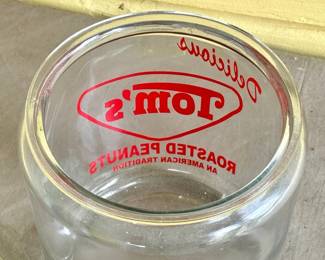 Delicious
Tom's
ROASTED PEANUTS
AN AMERICAN TRADITION